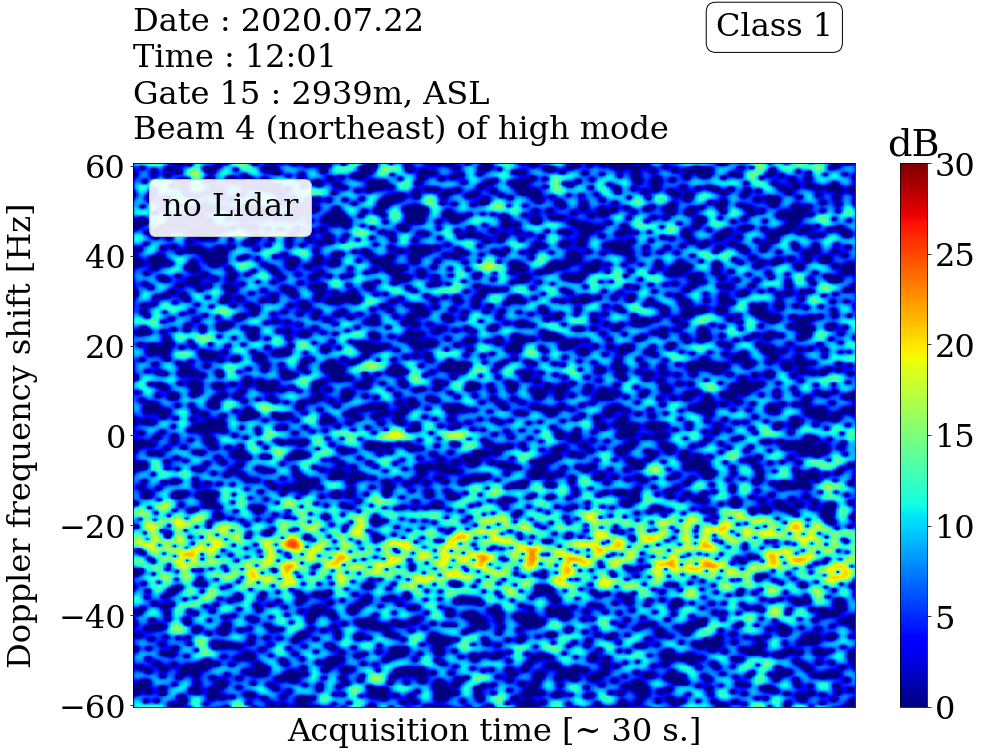 Date : 2020.07.22
Time : 12:01
Gate 15 : 2939m, ASL
Beam 4 (northeast) of high mode
Class 1
dB
no Lidar
Doppler frequency shift [Hz]
60
40
20
0
−20
−40
−60
Acquisition time [~ 30 s.]
30
25
20
15
10
5
0